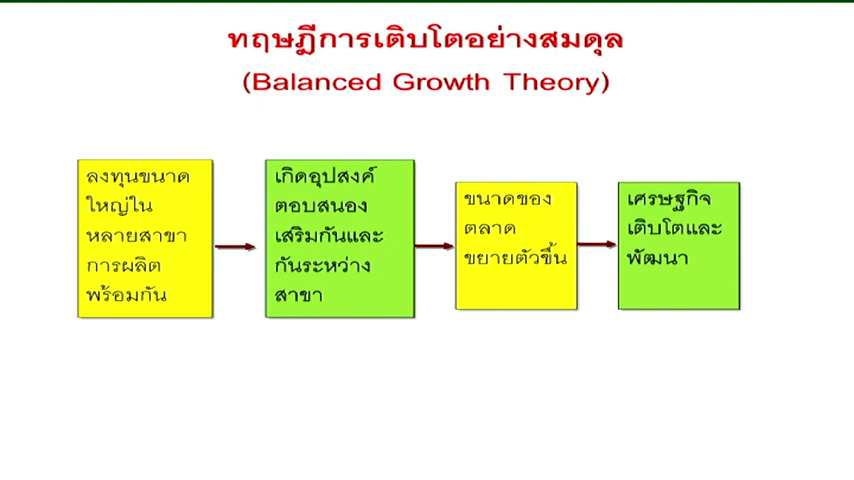 ทฤษฎีการเติบโตอย่างสมดุล
(Balanced Growth Theory)
ลงทุนขนาด
ใหญ่ใน
หลายสาขา
การผลิต
พร้อมกัน
เกิดอุปสงค์
ตอบสนอง
เสริมกันและ
กันระหว่าง
สาขา
ขนาดของ
ตลาด
ขยายตัวขึ้น
เศรษฐกิจ
เติบโตและ
พัฒนา